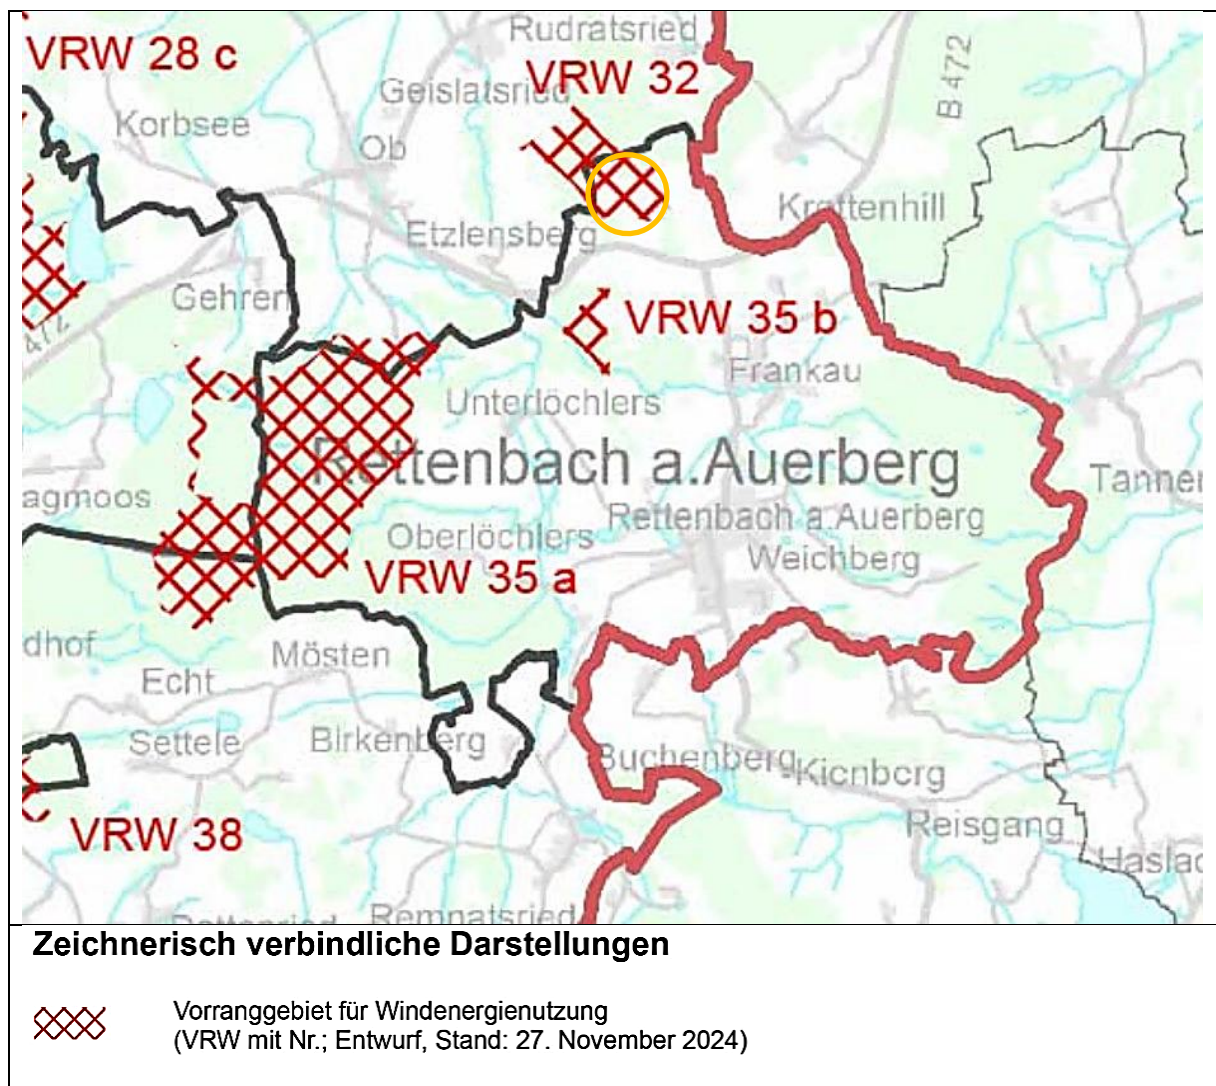 Rudratsried
VRW 28 c
VRW 32
Geislatsried
B 472
Korbsee
Ob
Krottenhill
Etzlensberg
Gehren
VRW 35 b
Frankau
Unterlöchlers
Rettenbach a.Auerberg
Tannen
agmoos
Rettenbach a.Auerberg
Oberlöchlers
Weichberg
VRW 35 a
dhof
Mösten
Echt
Settele
Birkenberg
Buchenberg
Kienberg
Reisgang
VRW 38
Haslac
Remnatsried
Zeichnerisch verbindliche Darstellungen
Vorranggebiet für Windenergienutzung
(VRW mit Nr.; Entwurf, Stand: 27. November 2024)